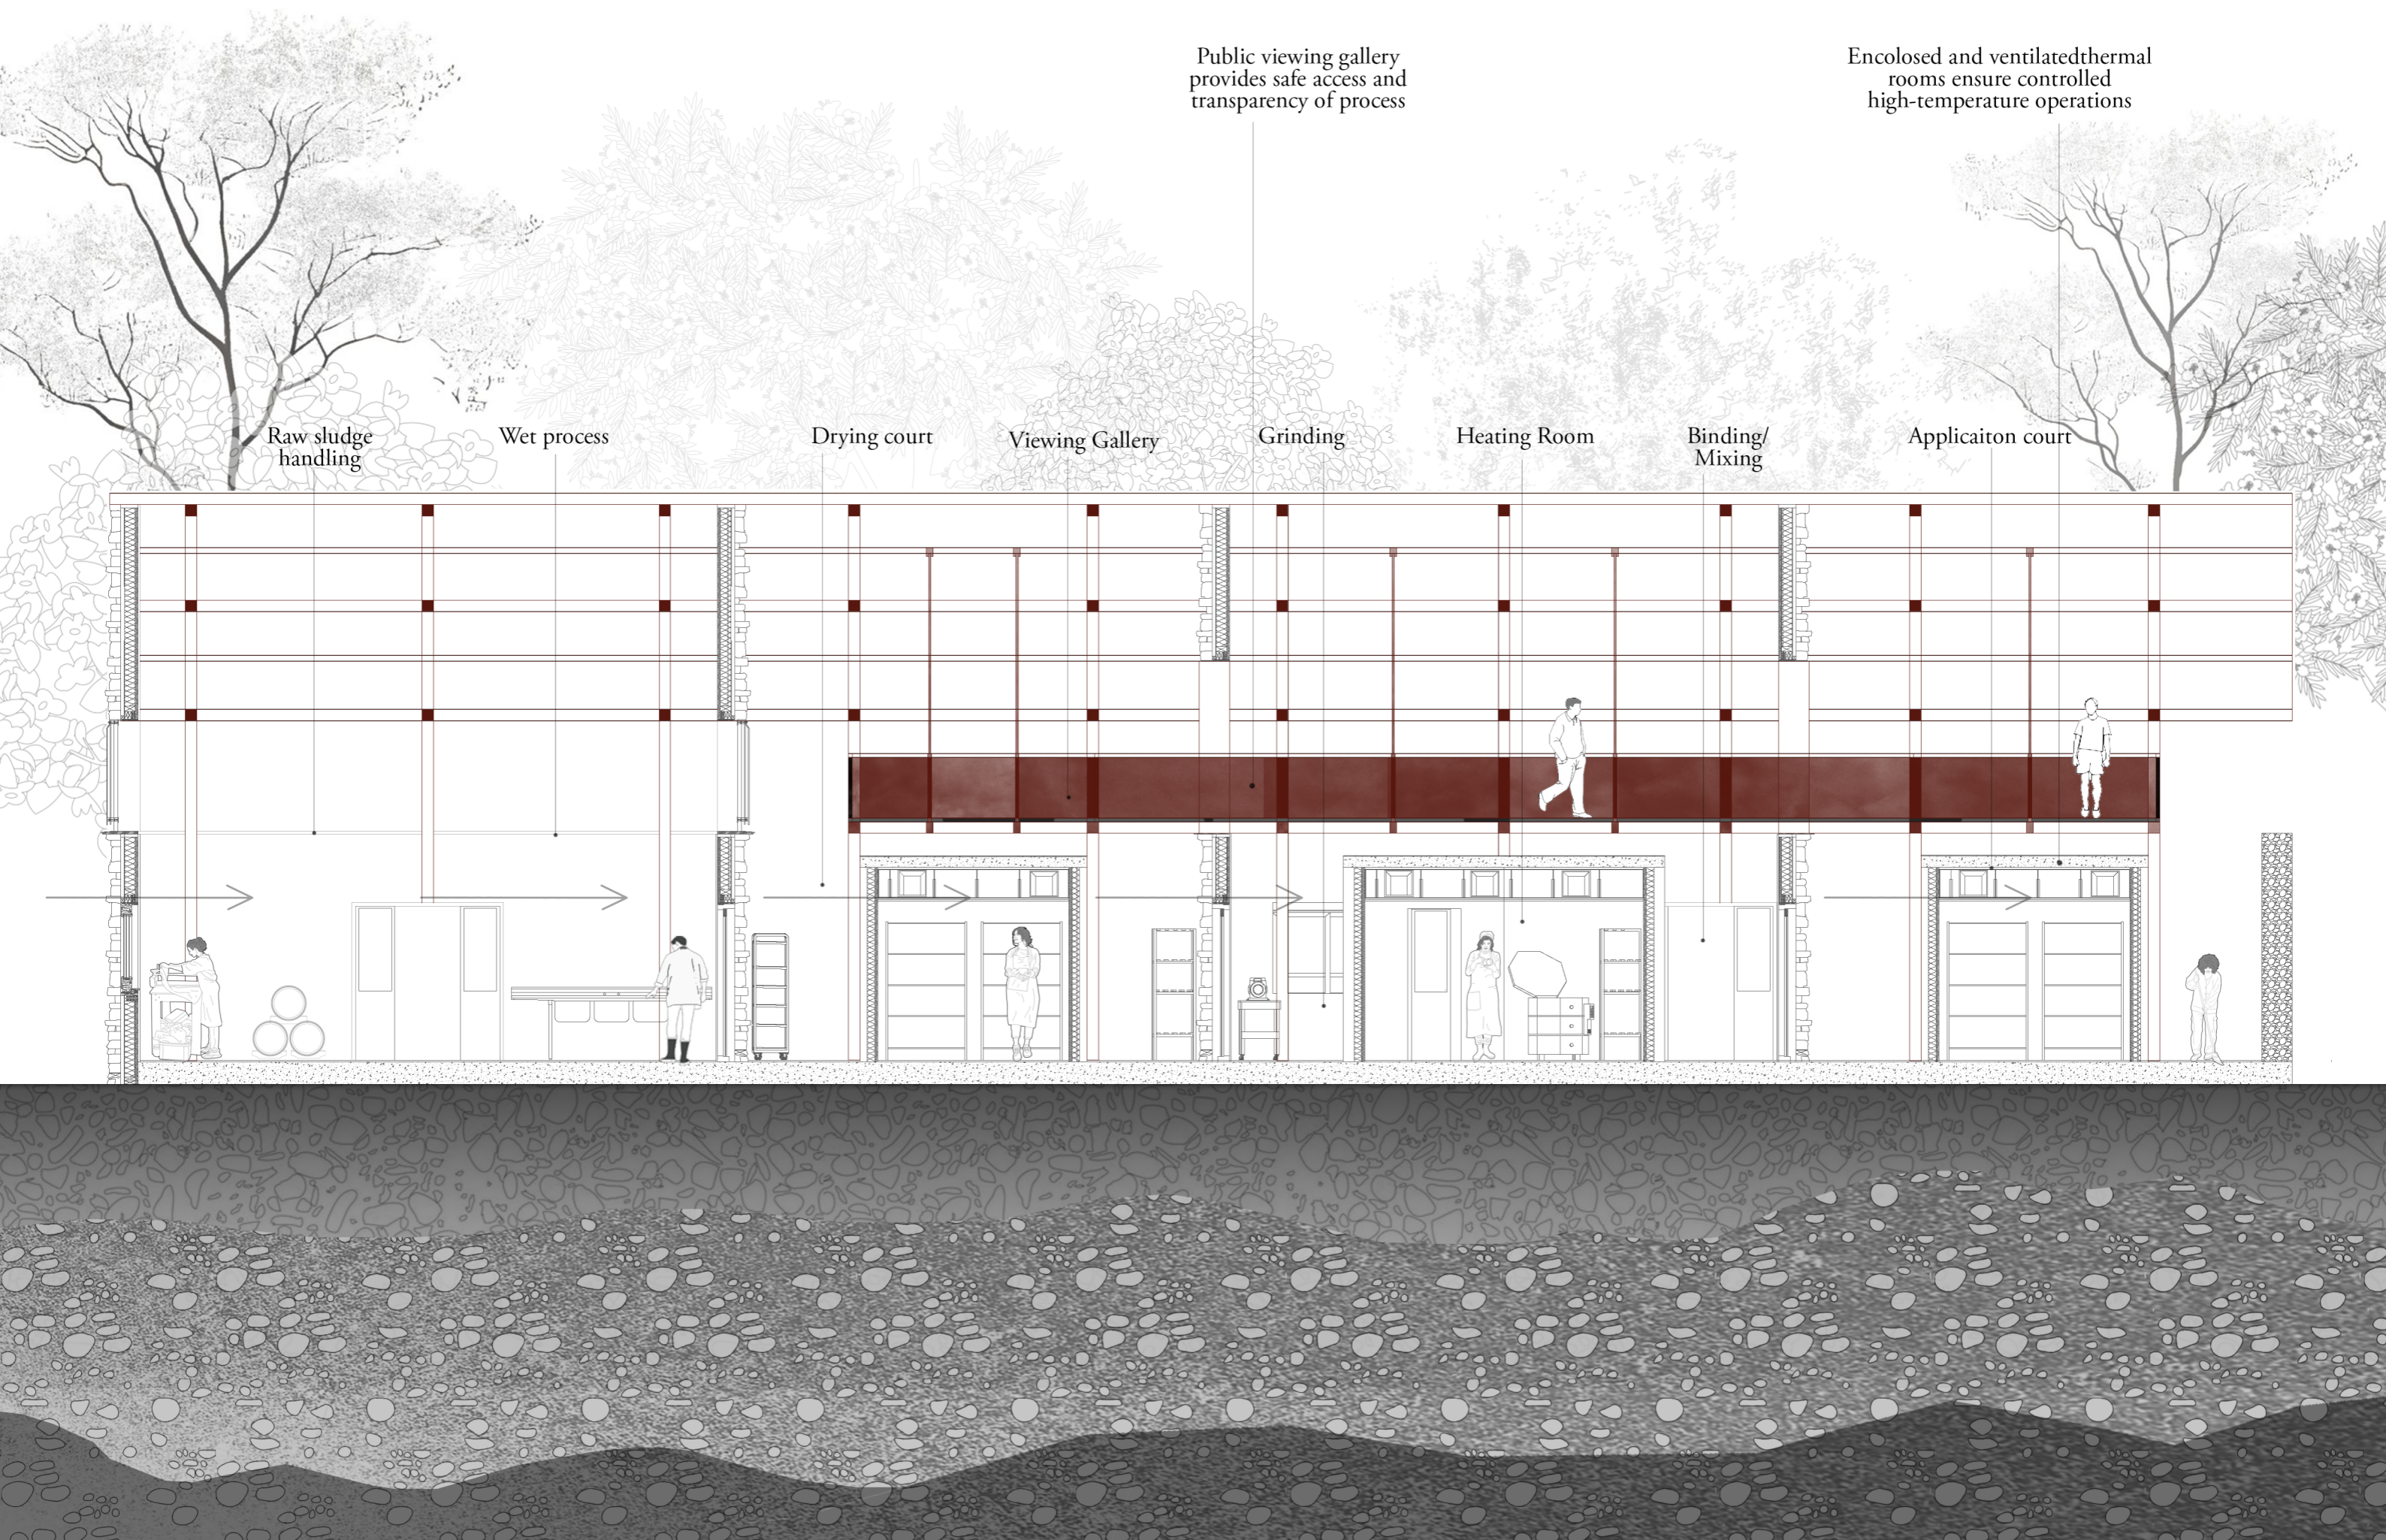 Public viewing gallery
provides safe access and
transparency of process
Encolosed and ventilatedthermal
rooms ensure controlled
high-temperature operations
Raw sludge
handling
Wet process
Drying court
Viewing Gallery
Grinding
Heating Room
Binding/
Mixing
Applicaiton court